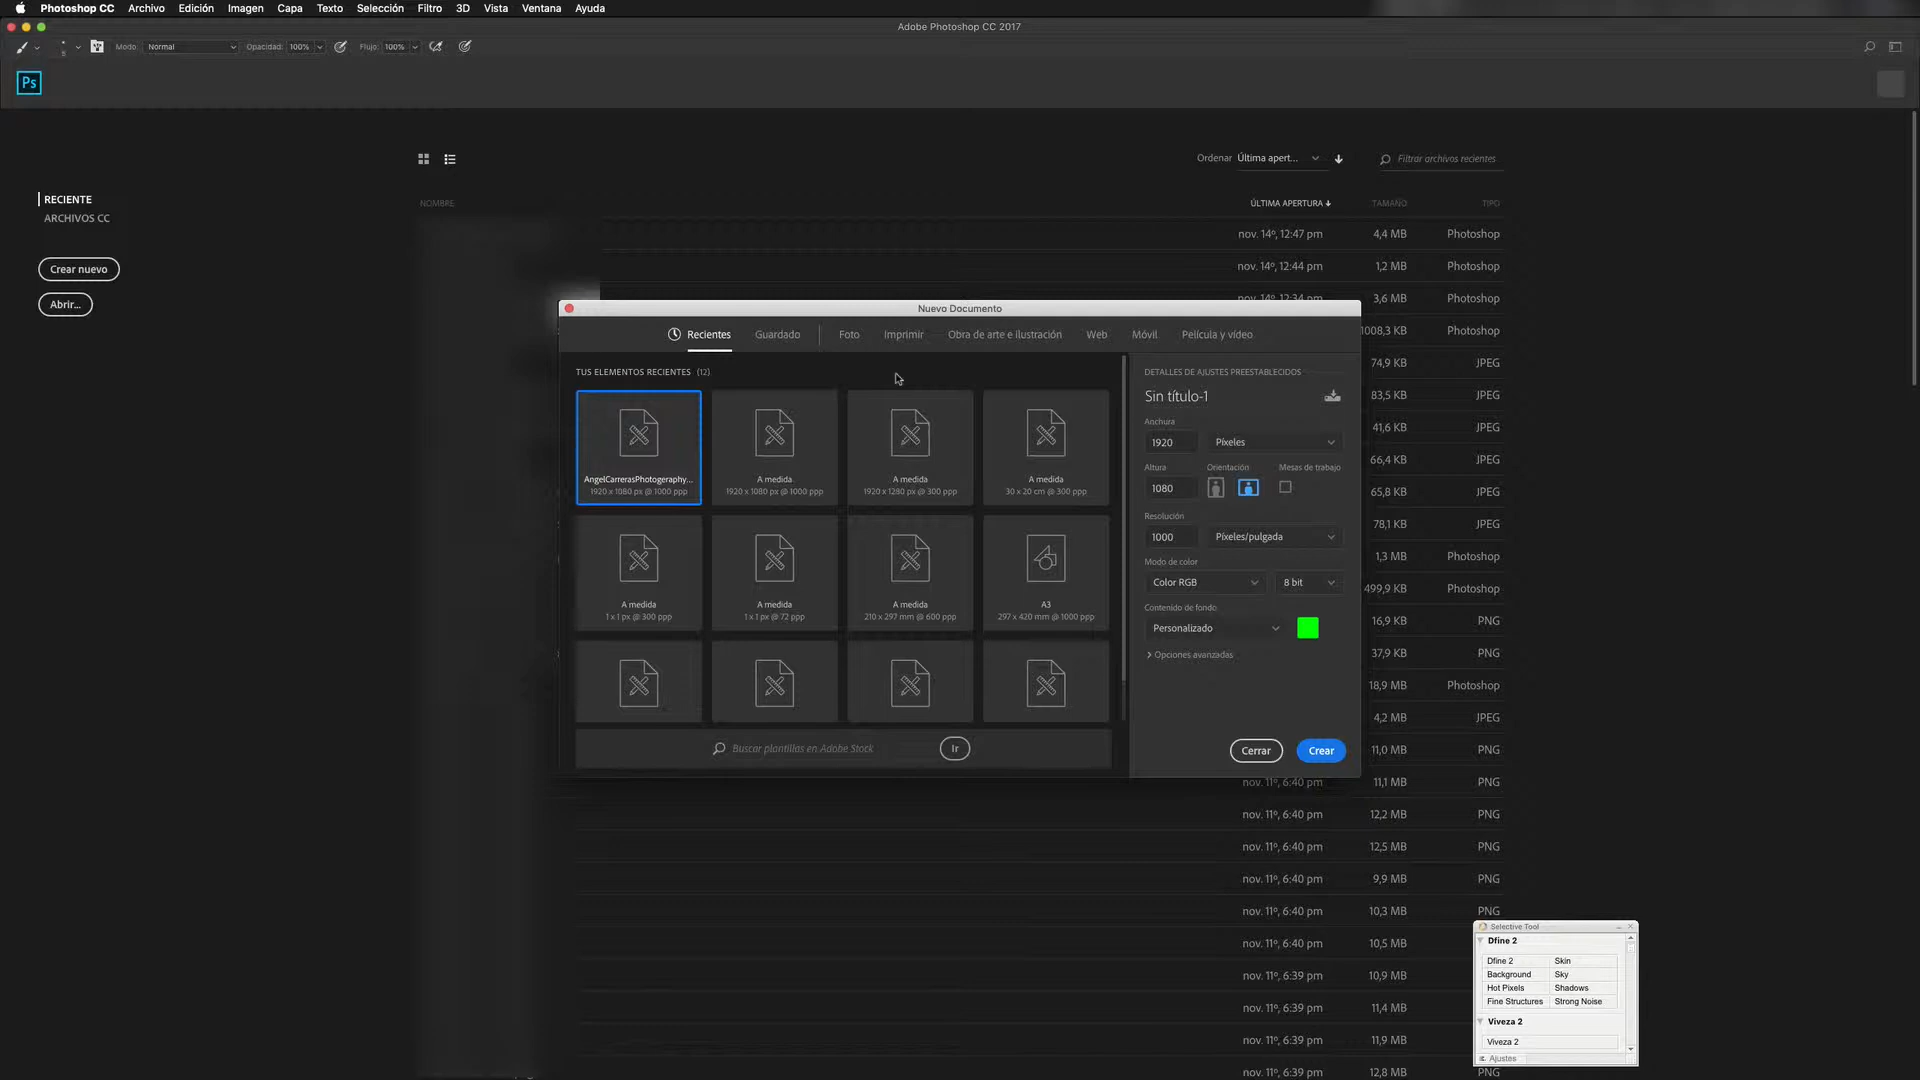 Photoshop CC Archivo Edición Imagen Capa Texto Selección Filtro 3D Vista Ventana Ayuda
Adobe Photoshop CC 2017
Modo: Normal Opacidad: 100% Flujo: 100%
Ps
Ordenar Última apert... Filtrar archivos recientes
RECIENTE
ARCHIVOS CC
Crear nuevo
Abrir...
NOMBRE ÚLTIMA APERTURA TAMAÑO TIPO
nov. 14º, 12:47 pm 4,4 MB Photoshop
nov. 14º, 12:44 pm 1,2 MB Photoshop
nov. 14º, 12:34 pm 3,6 MB Photoshop
1008,3 KB Photoshop
74,9 KB JPEG
83,5 KB JPEG
41,6 KB JPEG
66,4 KB JPEG
65,8 KB JPEG
78,1 KB JPEG
1,3 MB Photoshop
499,9 KB Photoshop
16,9 KB PNG
37,9 KB PNG
18,9 MB Photoshop
4,2 MB JPEG
11,0 MB PNG
nov. 11º, 6:40 pm 11,1 MB PNG
nov. 11º, 6:40 pm 12,2 MB PNG
nov. 11º, 6:40 pm 12,5 MB PNG
nov. 11º, 6:40 pm 9,9 MB PNG
nov. 11º, 6:40 pm 10,3 MB PNG
nov. 11º, 6:40 pm 10,5 MB
nov. 11º, 6:39 pm 10,9 MB
nov. 11º, 6:39 pm 11,4 MB
nov. 11º, 6:39 pm 11,9 MB
nov. 11º, 6:39 pm 12,8 MB PNG
Nuevo Documento
Recientes Guardado Foto Imprimir Obra de arte e ilustración Web Móvil Película y vídeo
TUS ELEMENTOS RECIENTES (12)
AngelCarrerasPhotogeraphy...
1920 x 1080 px @ 1000 ppp
A medida
1920 x 1080 px @ 1000 ppp
A medida
1920 x 1280 px @ 300 ppp
A medida
30 x 20 cm @ 300 ppp
A medida
1 x 1 px @ 300 ppp
A medida
1 x 1 px @ 72 ppp
A medida
210 x 297 mm @ 600 ppp
A3
297 x 420 mm @ 1000 ppp
Buscar plantillas en Adobe Stock Ir
DETALLES DE AJUSTES PREESTABLECIDOS
Sin título-1
Anchura
1920 Píxeles
Altura Orientación Mesas de trabajo
1080
Resolución
1000 Píxeles/pulgada
Modo de color
Color RGB 8 bit
Contenido de fondo
Personalizado
Opciones avanzadas
Cerrar Crear
Selective Tool
Dfine 2
Dfine 2 Skin
Background Sky
Hot Pixels Shadows
Fine Structures Strong Noise
Viveza 2
Viveza 2
Ajustes